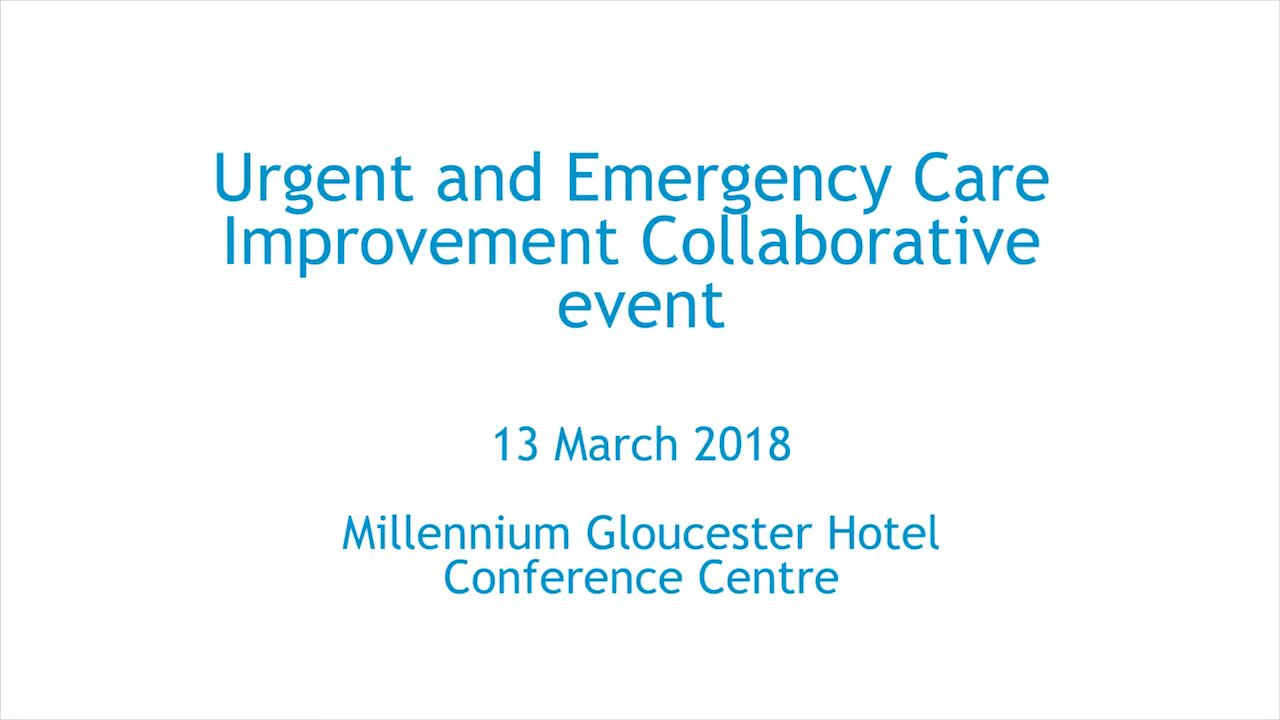 Urgent and Emergency Care
Improvement Collaborative
event
13 March 2018
Millennium Gloucester Hotel
Conference Centre